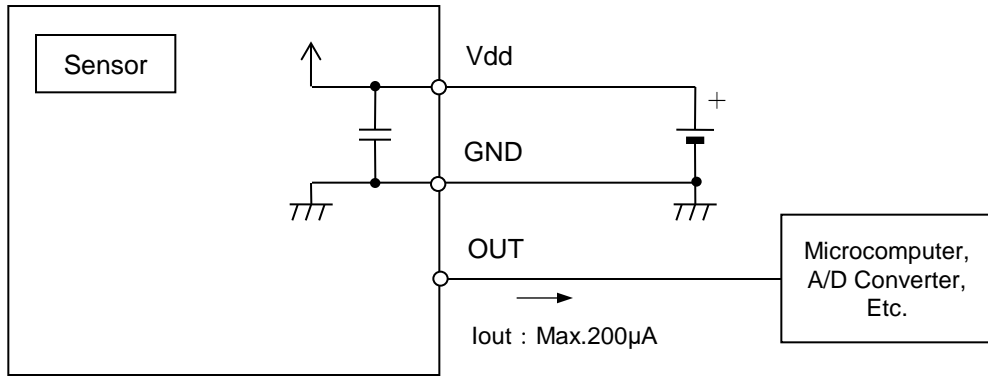 Sensor
Vdd
+
GND
OUT
Iout : Max.200µA
Microcomputer,
A/D Converter,
Etc.